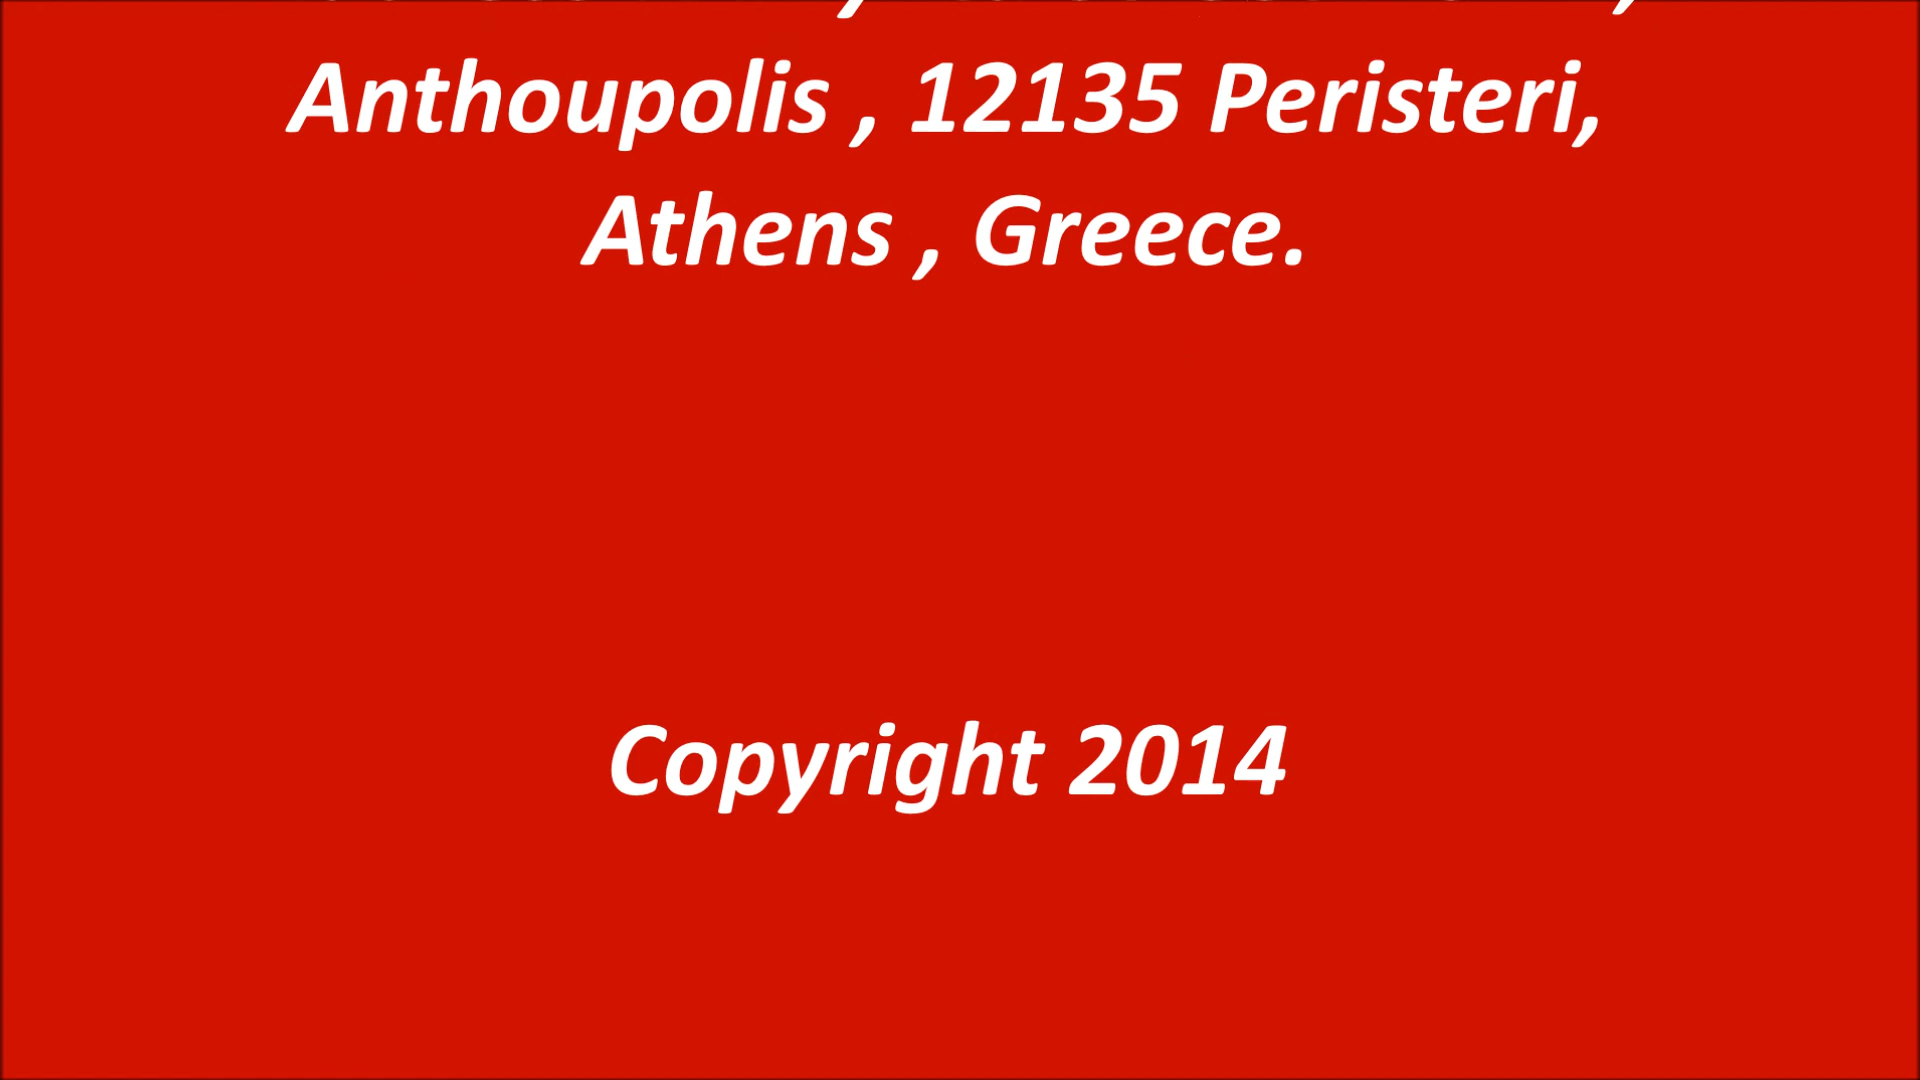 Anthoupolis , 12135 Peristeri,
Athens , Greece.
Copyright 2014